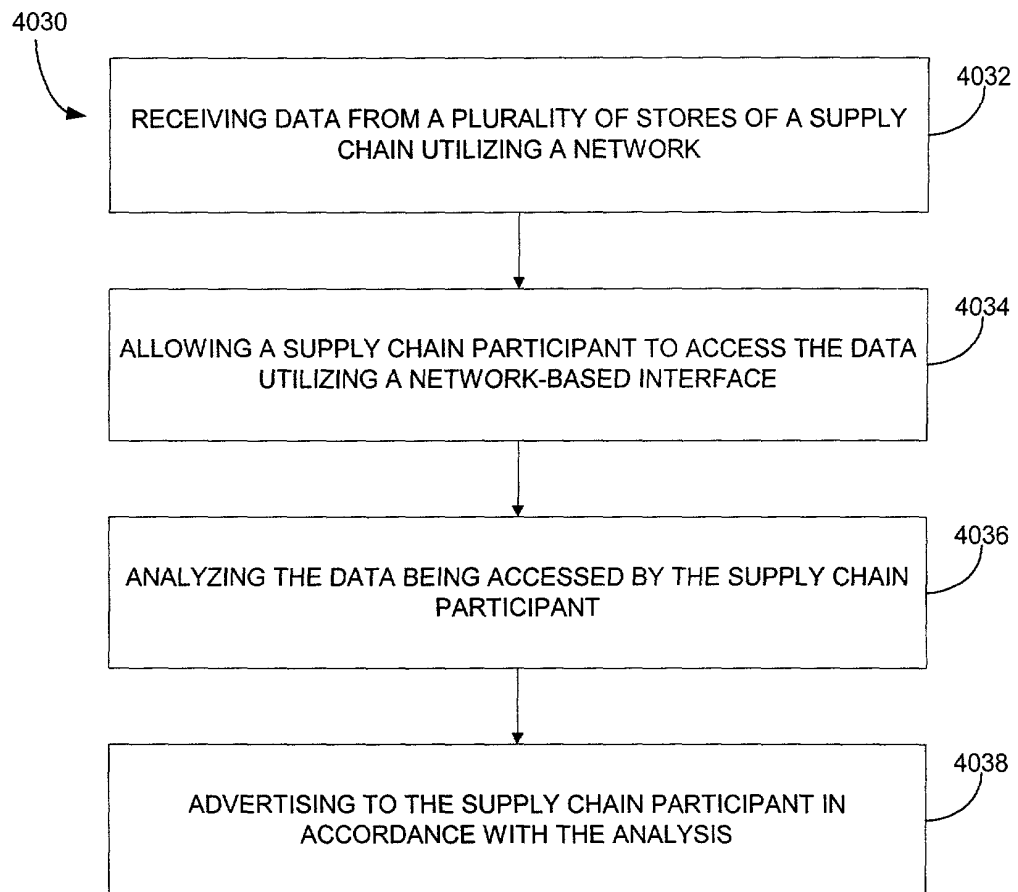 4030
4032
RECEIVING DATA FROM A PLURALITY OF STORES OF A SUPPLY
CHAIN UTILIZING A NETWORK
4034
ALLOWING A SUPPLY CHAIN PARTICIPANT TO ACCESS THE DATA
UTILIZING A NETWORK-BASED INTERFACE
4036
ANALYZING THE DATA BEING ACCESSED BY THE SUPPLY CHAIN
PARTICIPANT
4038
ADVERTISING TO THE SUPPLY CHAIN PARTICIPANT IN
ACCORDANCE WITH THE ANALYSIS